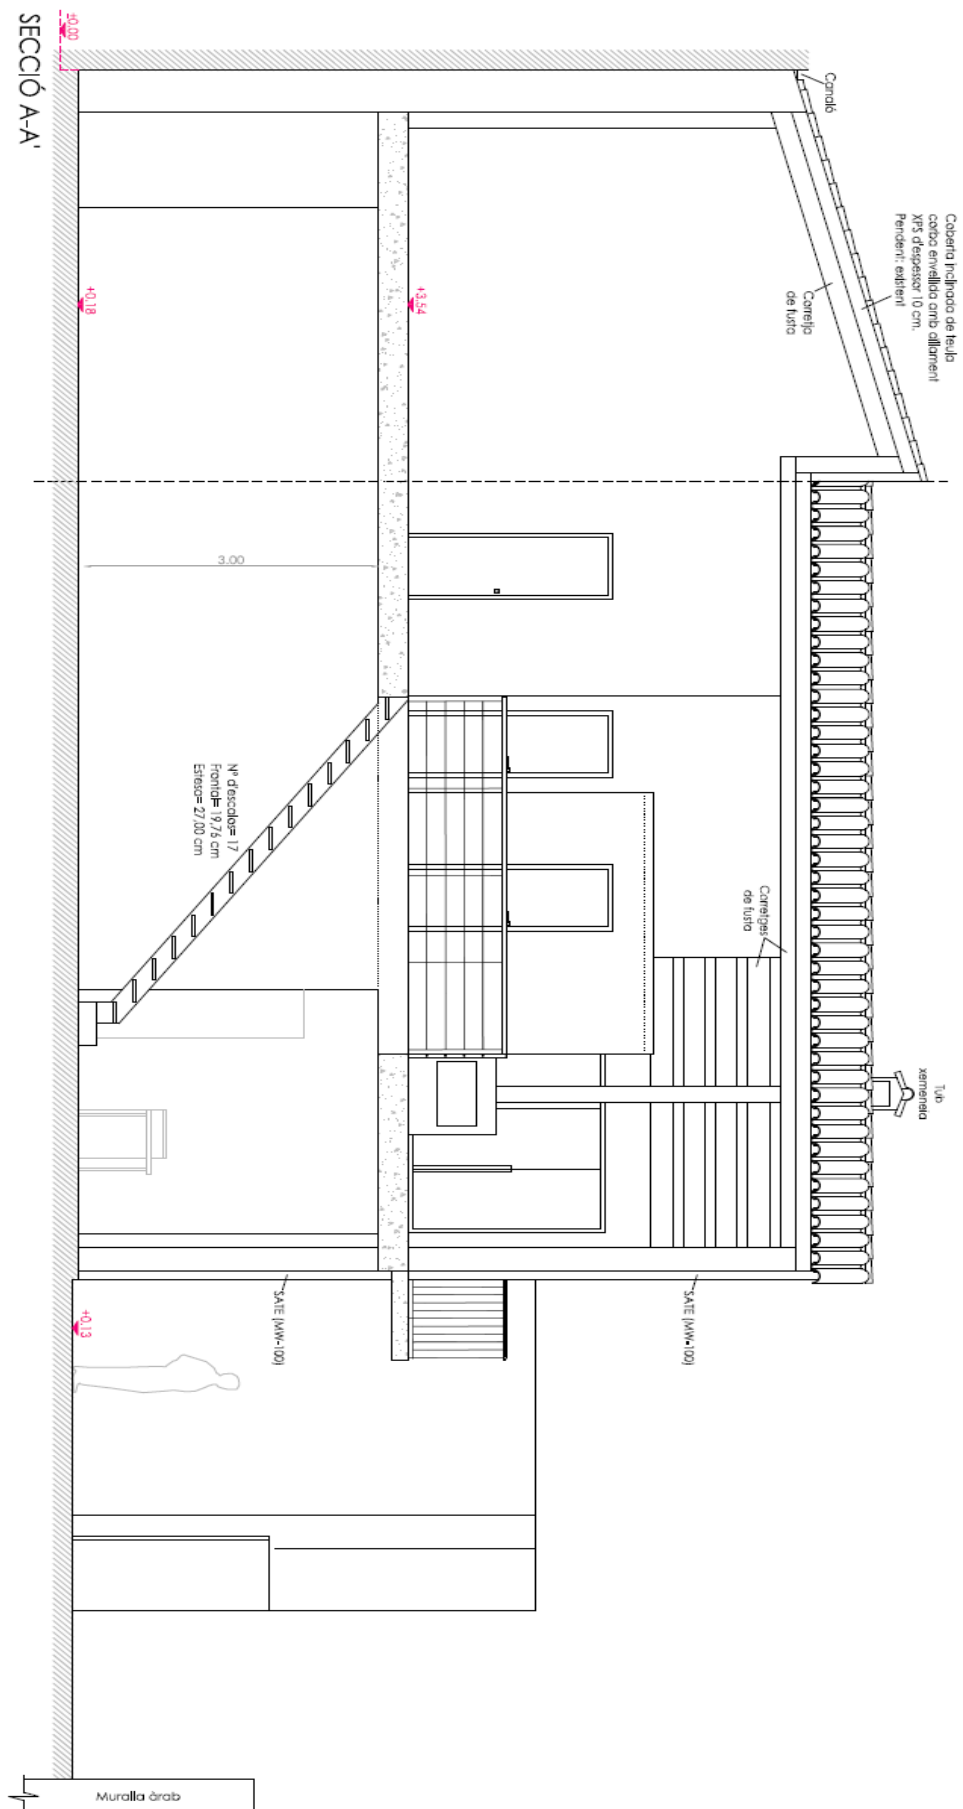 Coberta inclinada de teula
corba envellida amb aïllament
XPS d'espessor 10 cm.
Pendent: existent
Canaló
Corretja
de fusta
Corretges
de fusta
Tub
xemeneia
+3.54
3.00
Nº d'escales= 17
Frontal= 19,76 cm
Estesa= 27,00 cm
SATE (MW-100)
SATE (MW-100)
±0.00
+0.18
+0.13
Muralla àrab
SECCIÓ A-A'